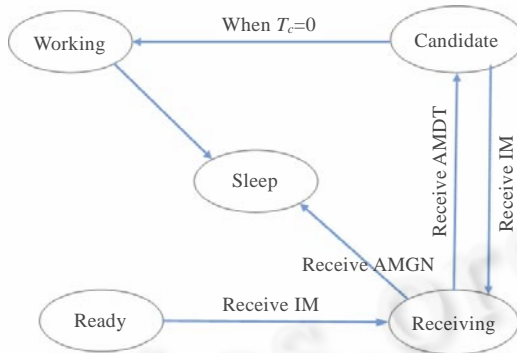 When Tc=0
Working
Candidate
Receive AMDT
Receive IM
Sleep
Receive AMGN
Receive IM
Ready
Receiving